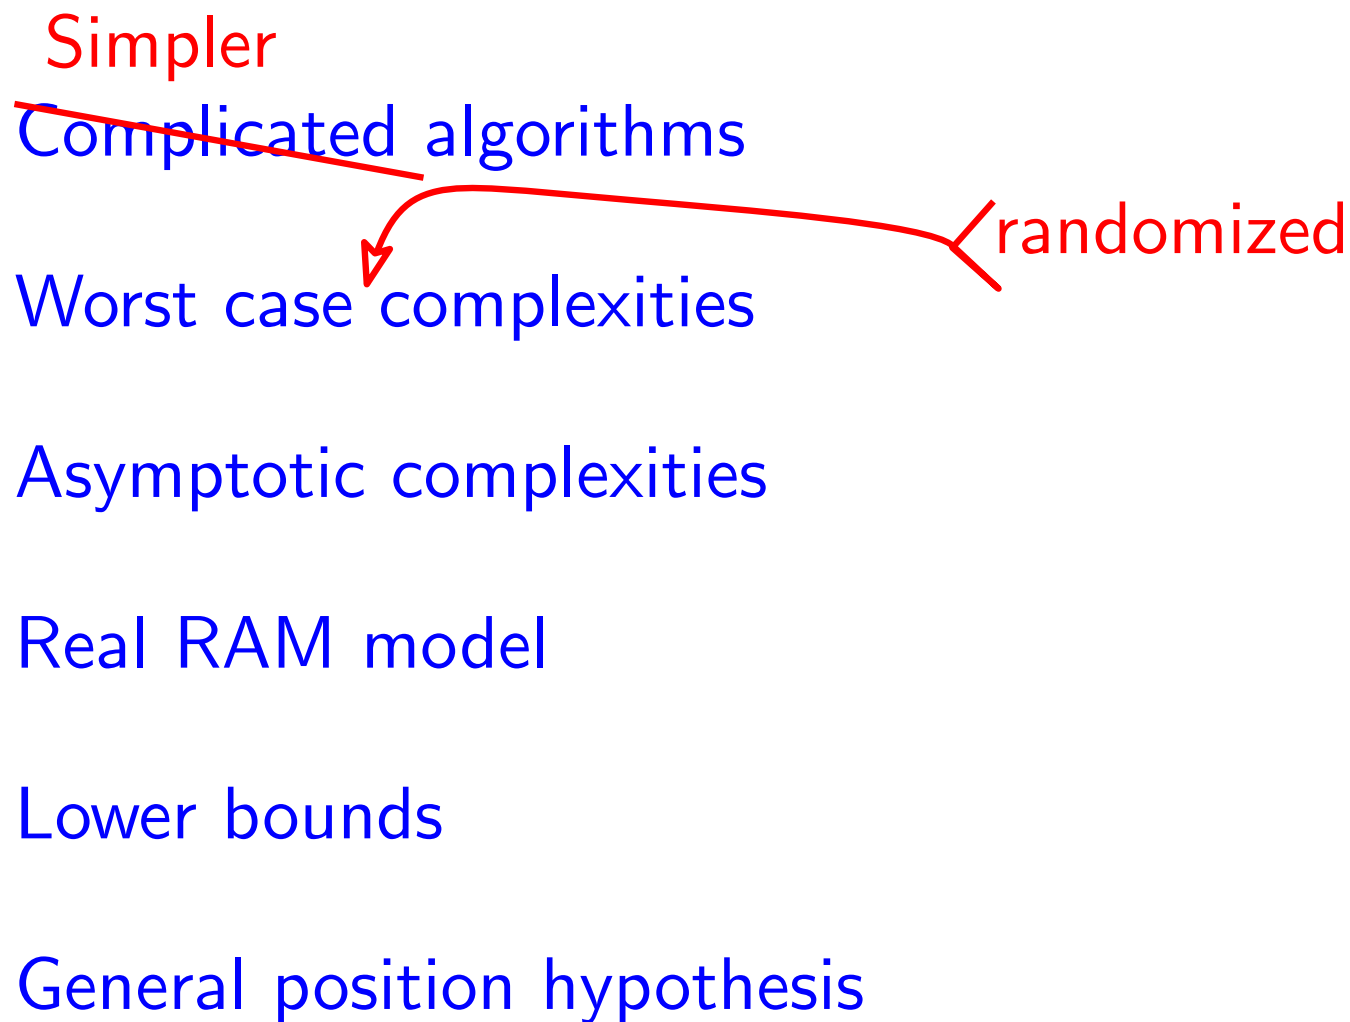 Simpler
Complicated algorithms
randomized
Worst case complexities
Asymptotic complexities
Real RAM model
Lower bounds
General position hypothesis